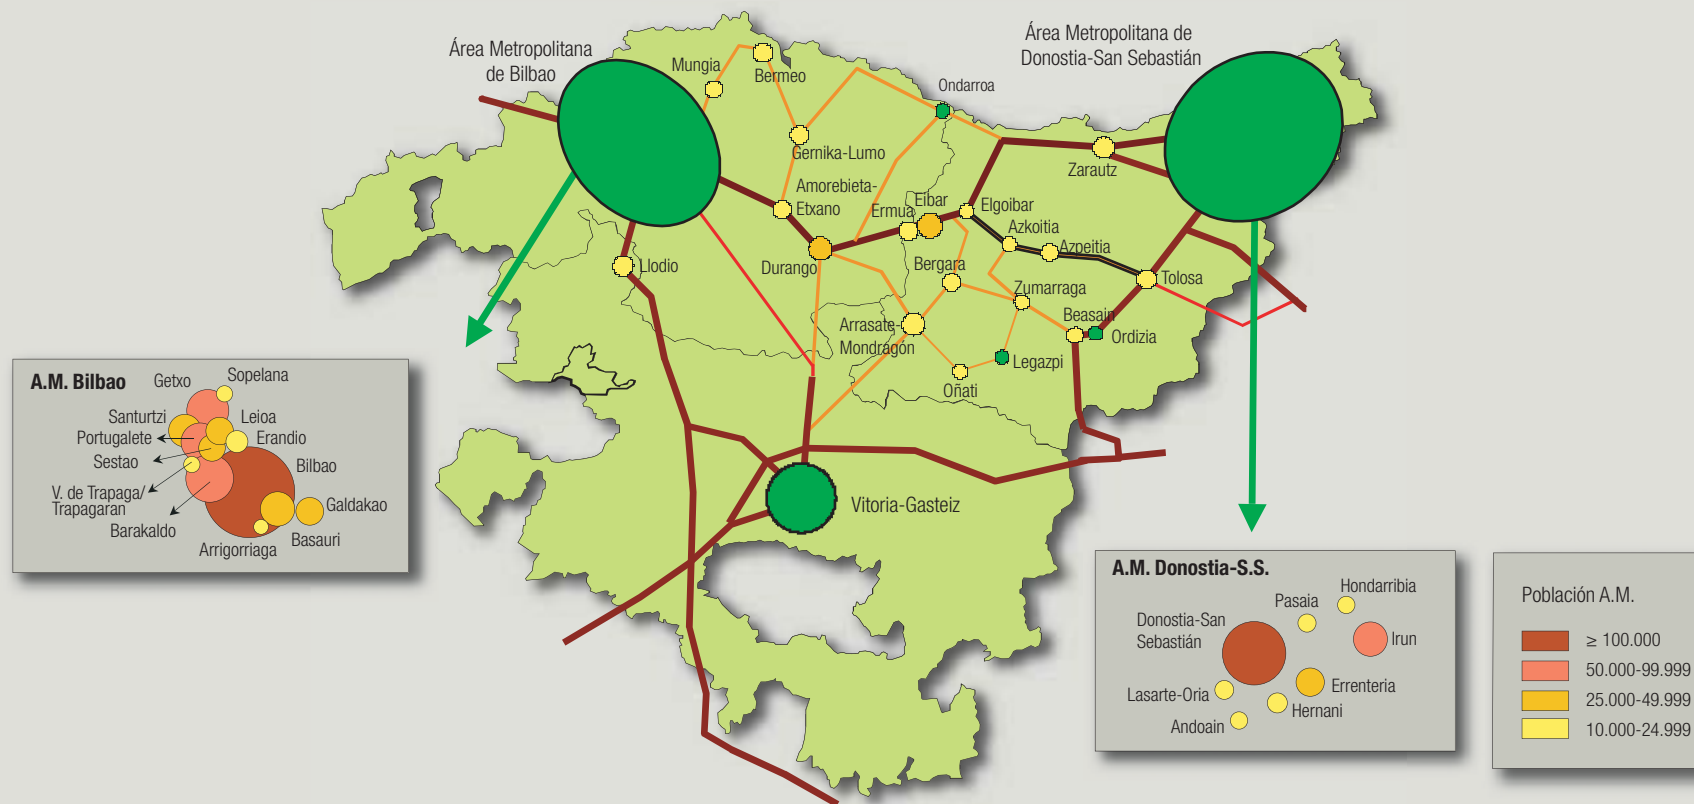 Área Metropolitana
de Bilbao
Área Metropolitana de
Donostia-San Sebastián
Mungia
Bermeo
Ondarroa
Gernika-Lumo
Zarautz
Amorebieta-
Etxano
Ermua
Eibar
Elgoibar
Azkoitia
Azpeitia
Durango
Llodio
Bergara
Zumarraga
Tolosa
Beasain
Ordizia
Arrasate-
Mondragón
Legazpi
Oñati
Vitoria-Gasteiz
A.M. Bilbao
Getxo
Sopelana
Santurtzi
Leioa
Portugalete
Erandio
Sestao
Bilbao
V. de Trapaga/
Trapagaran
Galdakao
Barakaldo
Basauri
Arrigorriaga
A.M. Donostia-S.S.
Hondarribia
Pasaia
Donostia-San
Sebastián
Irun
Lasarte-Oria
Errenteria
Hernani
Andoain
Población A.M.
≥ 100.000
50.000-99.999
25.000-49.999
10.000-24.999